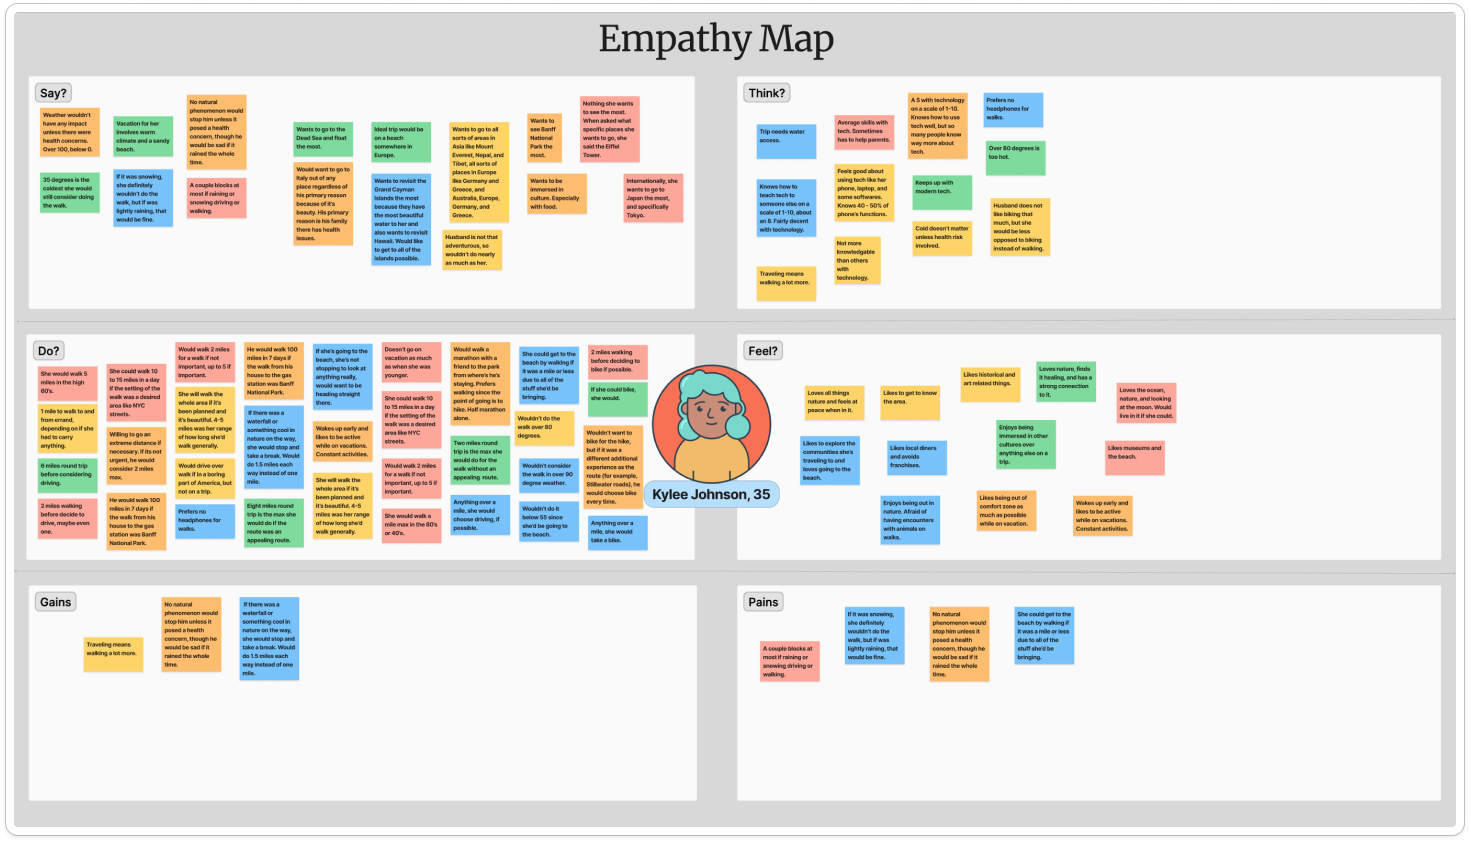 Empathy Map
Say?
Weather wouldn't
have any impact
unless there were
health concerns.
Over 100, below 0.
Vacation for her
involves warm
climate and a sandy
beach.
No natural
phenomenon would
stop him unless it
posed a health
concern, though he
would be sad if it
rained the whole
time.
35 degrees is the
coldest she would
still consider doing
the walk.
If it was snowing,
she definitely
wouldn't do the
walk, but if was
lightly raining, that
would be fine.
A couple blocks at
most if raining or
snowing driving or
walking.
Wants to go to the
Dead Sea and float
the most.
Would want to go to
Italy out of any
place regardless of
his primary reason
because of it's
beauty. His primary
reason is his family
there has health
issues.
Ideal trip would be
on a beach
somewhere in
Europe.
Wants to revisit the
Grand Cayman
Islands the most
because they have
the most beautiful
water to her and
also wants to revisit
Hawaii. Would like
to get to all of the
islands possible.
Wants to go to all
sorts of areas in
Asia like Mount
Everest, Nepal, and
Tibet, all sorts of
places in Europe
like Germany and
Greece, and
Australia, Europe,
Germany, and
Greece.
Husband is not that
adventurous, so
wouldn't do nearly
as much as her.
Wants to
see Banff
National
Park the
most.
Wants to be
immersed in
culture. Especially
with food.
Nothing she wants
to see the most.
When asked what
specific places she
wants to go, she
said the Eiffel
Tower.
Internationally, she
wants to go to
Japan the most,
and specifically
Tokyo.
Think?
Trip needs water
access.
Knows how to
teach tech to
someone else on a
scale of 1-10, about
an 8. Fairly decent
with technology.
Traveling means
walking a lot more.
Average skills with
tech. Sometimes
has to help parents.
Feels good about
using tech like her
phone, laptop, and
some softwares.
Knows 40 - 50% of
phone's functions.
Not more
knowledgable
than others
with
technology.
A 5 with technology
on a scale of 1-10.
Knows how to use
tech well, but so
many people know
way more about
tech.
Keeps up with
modern tech.
Cold doesn't matter
unless health risk
involved.
Prefers no
headphones for
walks.
Over 80 degrees is
too hot.
Husband does not
like biking that
much, but she
would be less
opposed to biking
instead of walking.
Do?
She would walk 5
miles in the high
60's.
1 mile to walk to and
from errand,
depending on if she
had to carry
anything.
6 miles round trip
before considering
driving.
2 miles walking
before decide to
drive, maybe even
one.
She could walk 10
to 15 miles in a day
if the setting of the
walk was a desired
area like NYC
streets.
Willing to go an
extreme distance if
necessary. If its not
urgent, he would
consider 2 miles
max.
He would walk 100
miles in 7 days if
the walk from his
house to the gas
station was Banff
National Park.
Would walk 2 miles
for a walk if not
important, up to 5 if
important.
She will walk the
whole area if it's
been planned and
it's beautiful. 4-5
miles was her range
of how long she'd
walk generally.
Would drive over
walk if in a boring
part of America, but
not on a trip.
Prefers no
headphones for
walks.
He would walk 100
miles in 7 days if
the walk from his
house to the gas
station was Banff
National Park.
If there was a
waterfall or
something cool in
nature on the way,
she would stop and
take a break. Would
do 1.5 miles each
way instead of one
mile.
Eight miles round
trip is the max she
would do if the
route was an
appealing route.
If she's going to the
beach, she's not
stopping to look at
anything really,
would want to be
heading straight
there.
Wakes up early and
likes to be active
while on vacations.
Constant activities.
She will walk the
whole area if it's
been planned and
it's beautiful. 4-5
miles was her range
of how long she'd
walk generally.
Doesn't go on
vacation as much
as when she was
younger.
She could walk 10
to 15 miles in a day
if the setting of the
walk was a desired
area like NYC
streets.
Would walk 2 miles
for a walk if not
important, up to 5 if
important.
She would walk a
mile max in the 80's
or 40's.
Would walk a
marathon with a
friend to the park
from where's he's
staying. Prefers
walking since the
point of going is to
hike. Half marathon
alone.
Two miles round
trip is the max she
would do for the
walk without an
appealing route.
Anything over a
mile, she would
choose driving, if
possible.
She could get to the
beach by walking if
it was a mile or less
due to all of the
stuff she'd be
bringing.
Wouldn't do the
walk over 80
degrees.
Wouldn't consider
the walk in over 90
degree weather.
Wouldn't do it
below 55 since
she'd be going to
the beach.
2 miles walking
before deciding to
bike if possible.
If she could bike,
she would.
Wouldn't want to
bike for the hike,
but if it was a
different additional
experience as the
route (for example,
Stillwater roads), he
would choose bike
every time.
Anything over a
mile, she would
take a bike.
Kylee Johnson, 35
Feel?
Loves all things
nature and feels at
peace when in it.
Likes to explore the
communities she's
traveling to and
loves going to the
beach.
Likes to get to know
the area.
Likes local diners
and avoids
franchises.
Enjoys being out in
nature. Afraid of
having encounters
with animals on
walks.
Likes historical and
art related things.
Likes being out of
comfort zone as
much as possible
while on vacation.
Loves nature, finds
it healing, and has a
strong connection
to it.
Enjoys being
immersed in other
cultures over
anything else on a
trip.
Wakes up early and
likes to be active
while on vacations.
Constant activities.
Loves the ocean,
nature, and looking
at the moon. Would
live in it if she could.
Likes museums and
the beach.
Gains
Traveling means
walking a lot more.
No natural
phenomenon would
stop him unless it
posed a health
concern, though he
would be sad if it
rained the whole
time.
If there was a
waterfall or
something cool in
nature on the way,
she would stop and
take a break. Would
do 1.5 miles each
way instead of one
mile.
Pains
A couple blocks at
most if raining or
snowing driving or
walking.
If it was snowing,
she definitely
wouldn't do the
walk, but if was
lightly raining, that
would be fine.
No natural
phenomenon would
stop him unless it
posed a health
concern, though he
would be sad if it
rained the whole
time.
She could get to the
beach by walking if
it was a mile or less
due to all of the
stuff she'd be
bringing.